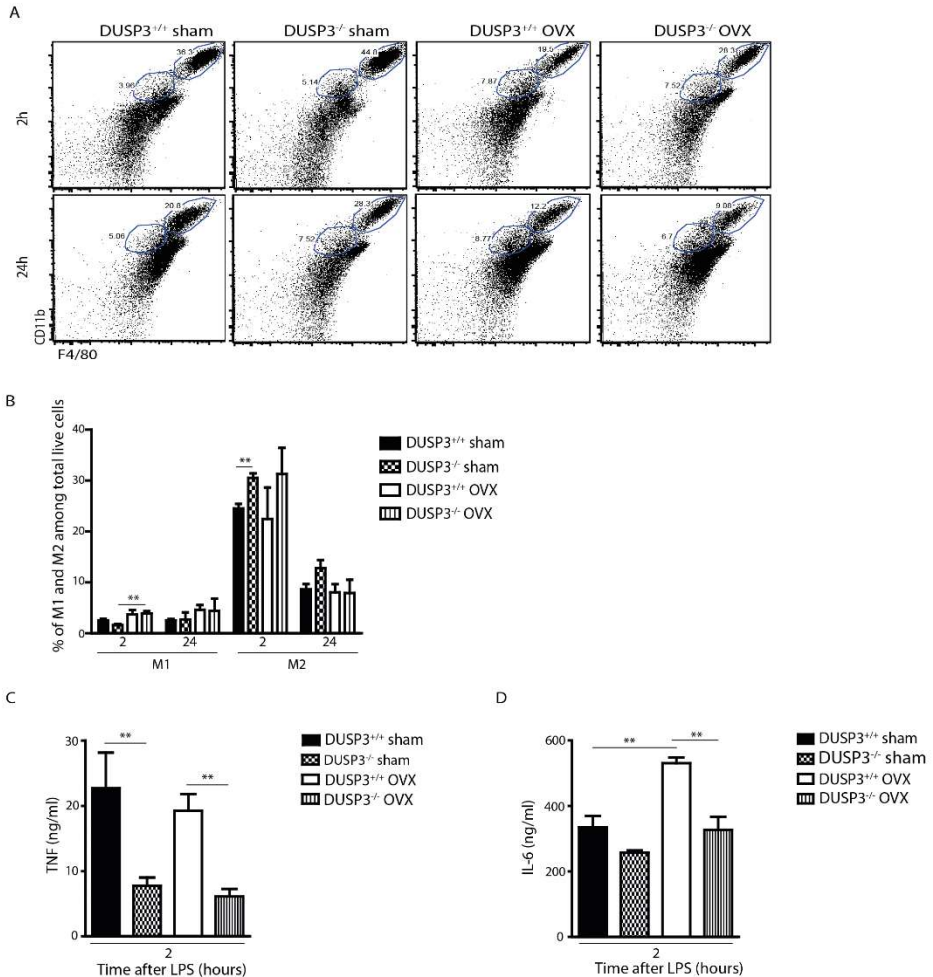 A
DUSP3+/+ sham
DUSP3-/- sham
DUSP3+/+ OVX
DUSP3-/- OVX
2h
36.3
3.96
44.8
5.14
19.5
7.87
28.3
7.52
24h
20.8
5.06
28.3
7.52
12.2
8.77
9.08
6.7
CD11b
F4/80
B
% of M1 and M2 among total live cells
40
30
20
10
0
**
**
2
24
2
24
M1
M2
DUSP3+/+ sham
DUSP3-/- sham
DUSP3+/+ OVX
DUSP3-/- OVX
C
TNF (ng/ml)
30
20
10
0
**
**
2
Time after LPS (hours)
DUSP3+/+ sham
DUSP3-/- sham
DUSP3+/+ OVX
DUSP3-/- OVX
D
IL-6 (ng/ml)
600
400
200
0
**
**
2
Time after LPS (hours)
DUSP3+/+ sham
DUSP3-/- sham
DUSP3+/+ OVX
DUSP3-/- OVX